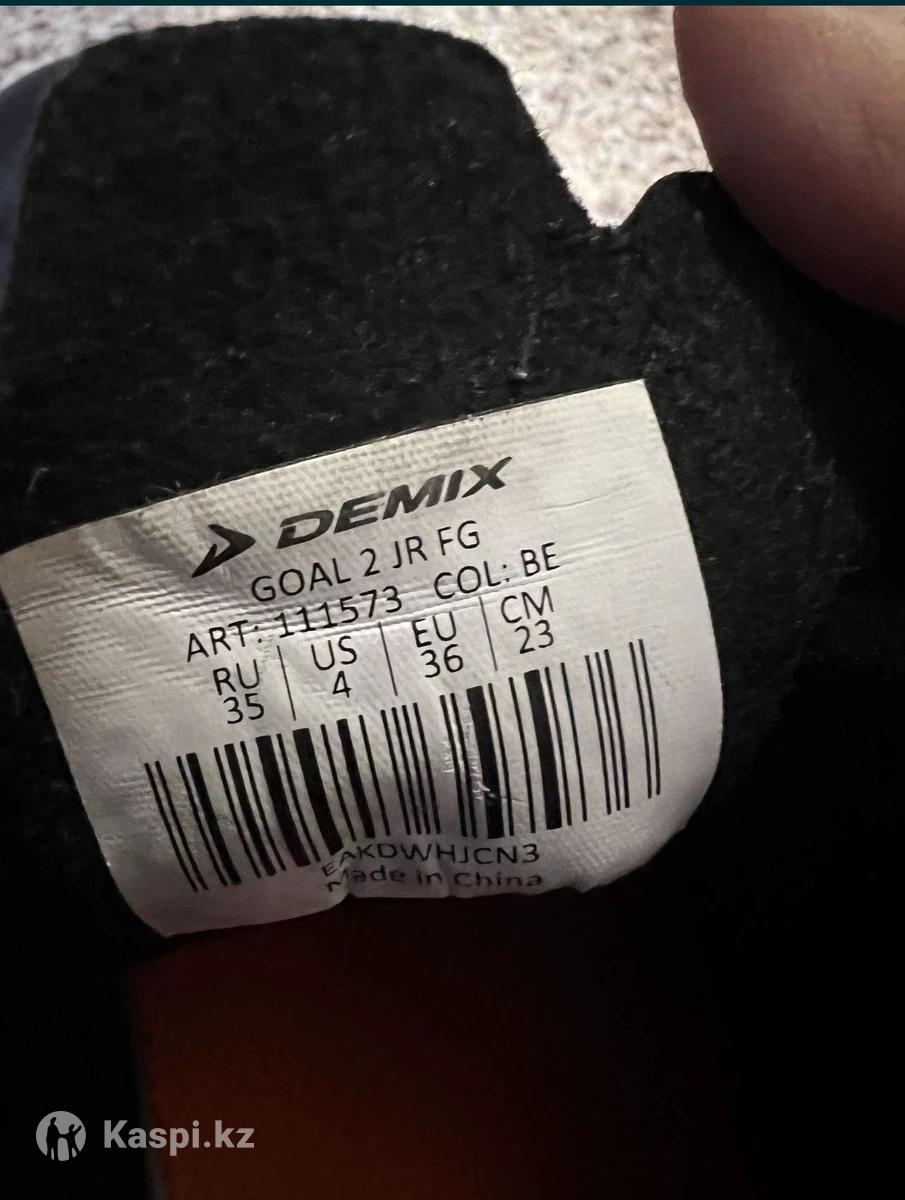 DEMIX
GOAL 2 JR FG
ART: 111573 COL: BE
RU US EU CM
35 4 36 23
EAKDWHJCN3
Made in China
Kaspi.kz